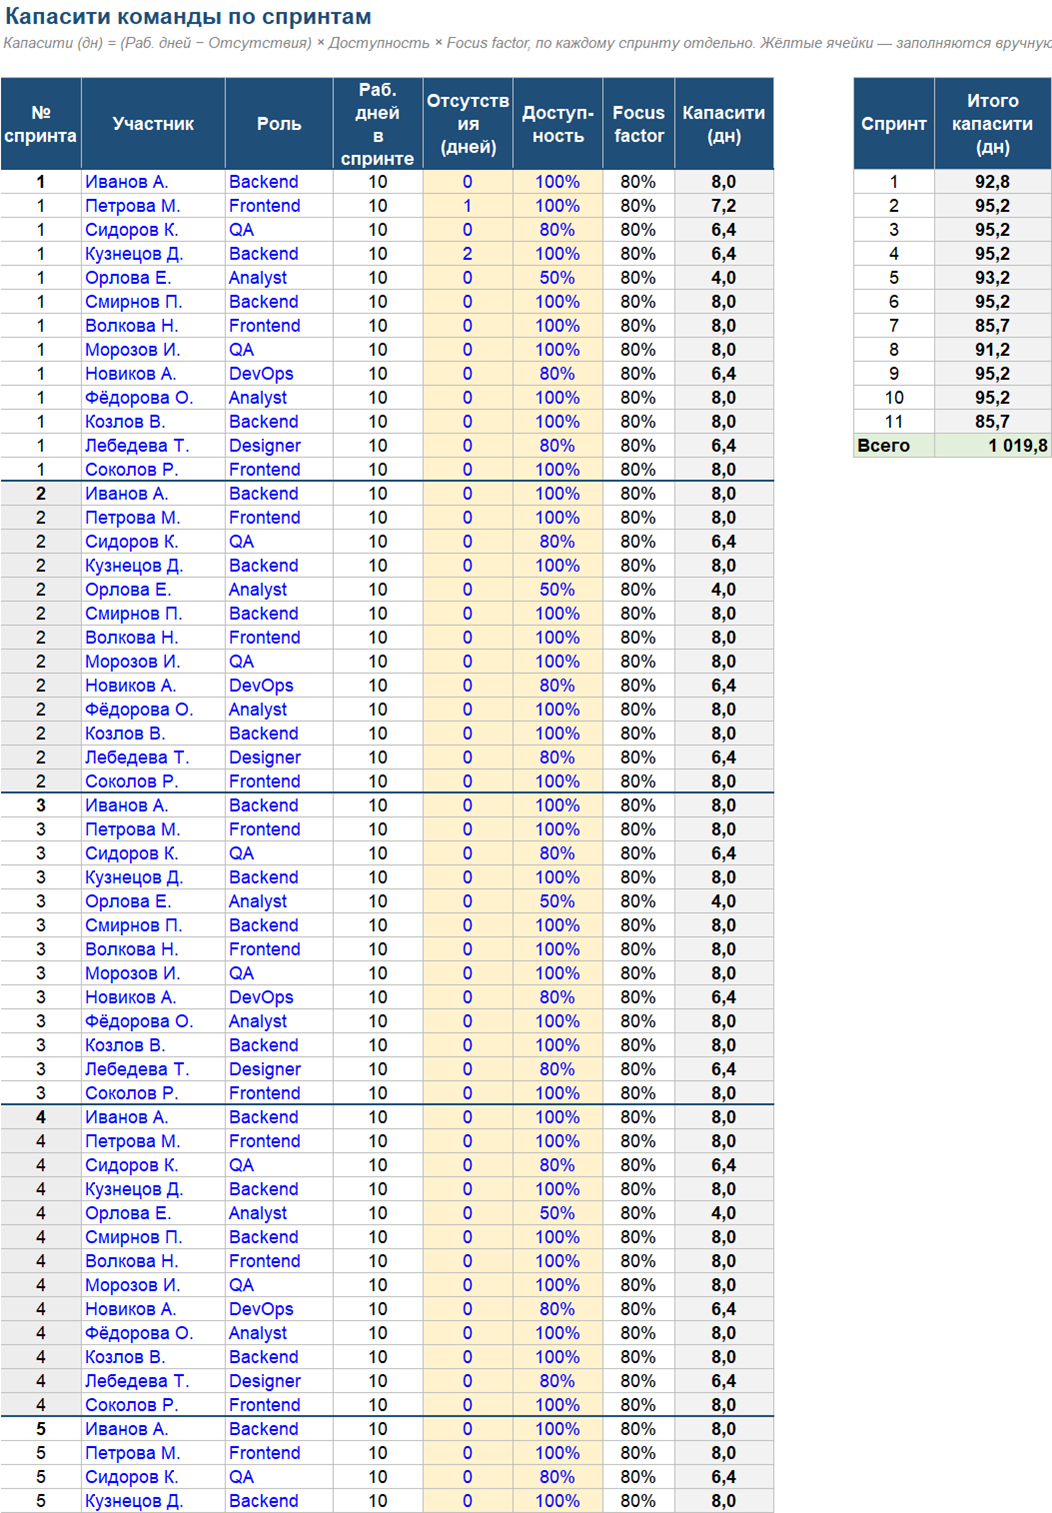 Капасити команды по спринтам
Капасити (дн) = (Раб. дней − Отсутствия) × Доступность × Focus factor, по каждому спринту отдельно. Жёлтые ячейки — заполняются вручную
№ спринта Участник Роль Раб. дней в спринте Отсутствия (дней) Доступ-ность Focus factor Капасити (дн)
1 Иванов А. Backend 10 0 100% 80% 8,0
1 Петрова М. Frontend 10 1 100% 80% 7,2
1 Сидоров К. QA 10 0 80% 80% 6,4
1 Кузнецов Д. Backend 10 2 100% 80% 6,4
1 Орлова Е. Analyst 10 0 50% 80% 4,0
1 Смирнов П. Backend 10 0 100% 80% 8,0
1 Волкова Н. Frontend 10 0 100% 80% 8,0
1 Морозов И. QA 10 0 100% 80% 8,0
1 Новиков А. DevOps 10 0 80% 80% 6,4
1 Фёдорова О. Analyst 10 0 100% 80% 8,0
1 Козлов В. Backend 10 0 100% 80% 8,0
1 Лебедева Т. Designer 10 0 80% 80% 6,4
1 Соколов Р. Frontend 10 0 100% 80% 8,0
2 Иванов А. Backend 10 0 100% 80% 8,0
2 Петрова М. Frontend 10 0 100% 80% 8,0
2 Сидоров К. QA 10 0 80% 80% 6,4
2 Кузнецов Д. Backend 10 0 100% 80% 8,0
2 Орлова Е. Analyst 10 0 50% 80% 4,0
2 Смирнов П. Backend 10 0 100% 80% 8,0
2 Волкова Н. Frontend 10 0 100% 80% 8,0
2 Морозов И. QA 10 0 100% 80% 8,0
2 Новиков А. DevOps 10 0 80% 80% 6,4
2 Фёдорова О. Analyst 10 0 100% 80% 8,0
2 Козлов В. Backend 10 0 100% 80% 8,0
2 Лебедева Т. Designer 10 0 80% 80% 6,4
2 Соколов Р. Frontend 10 0 100% 80% 8,0
3 Иванов А. Backend 10 0 100% 80% 8,0
3 Петрова М. Frontend 10 0 100% 80% 8,0
3 Сидоров К. QA 10 0 80% 80% 6,4
3 Кузнецов Д. Backend 10 0 100% 80% 8,0
3 Орлова Е. Analyst 10 0 50% 80% 4,0
3 Смирнов П. Backend 10 0 100% 80% 8,0
3 Волкова Н. Frontend 10 0 100% 80% 8,0
3 Морозов И. QA 10 0 100% 80% 8,0
3 Новиков А. DevOps 10 0 80% 80% 6,4
3 Фёдорова О. Analyst 10 0 100% 80% 8,0
3 Козлов В. Backend 10 0 100% 80% 8,0
3 Лебедева Т. Designer 10 0 80% 80% 6,4
3 Соколов Р. Frontend 10 0 100% 80% 8,0
4 Иванов А. Backend 10 0 100% 80% 8,0
4 Петрова М. Frontend 10 0 100% 80% 8,0
4 Сидоров К. QA 10 0 80% 80% 6,4
4 Кузнецов Д. Backend 10 0 100% 80% 8,0
4 Орлова Е. Analyst 10 0 50% 80% 4,0
4 Смирнов П. Backend 10 0 100% 80% 8,0
4 Волкова Н. Frontend 10 0 100% 80% 8,0
4 Морозов И. QA 10 0 100% 80% 8,0
4 Новиков А. DevOps 10 0 80% 80% 6,4
4 Фёдорова О. Analyst 10 0 100% 80% 8,0
4 Козлов В. Backend 10 0 100% 80% 8,0
4 Лебедева Т. Designer 10 0 80% 80% 6,4
4 Соколов Р. Frontend 10 0 100% 80% 8,0
5 Иванов А. Backend 10 0 100% 80% 8,0
5 Петрова М. Frontend 10 0 100% 80% 8,0
5 Сидоров К. QA 10 0 80% 80% 6,4
5 Кузнецов Д. Backend 10 0 100% 80% 8,0
Спринт Итого капасити (дн)
1 92,8
2 95,2
3 95,2
4 95,2
5 93,2
6 95,2
7 85,7
8 91,2
9 95,2
10 95,2
11 85,7
Всего 1 019,8